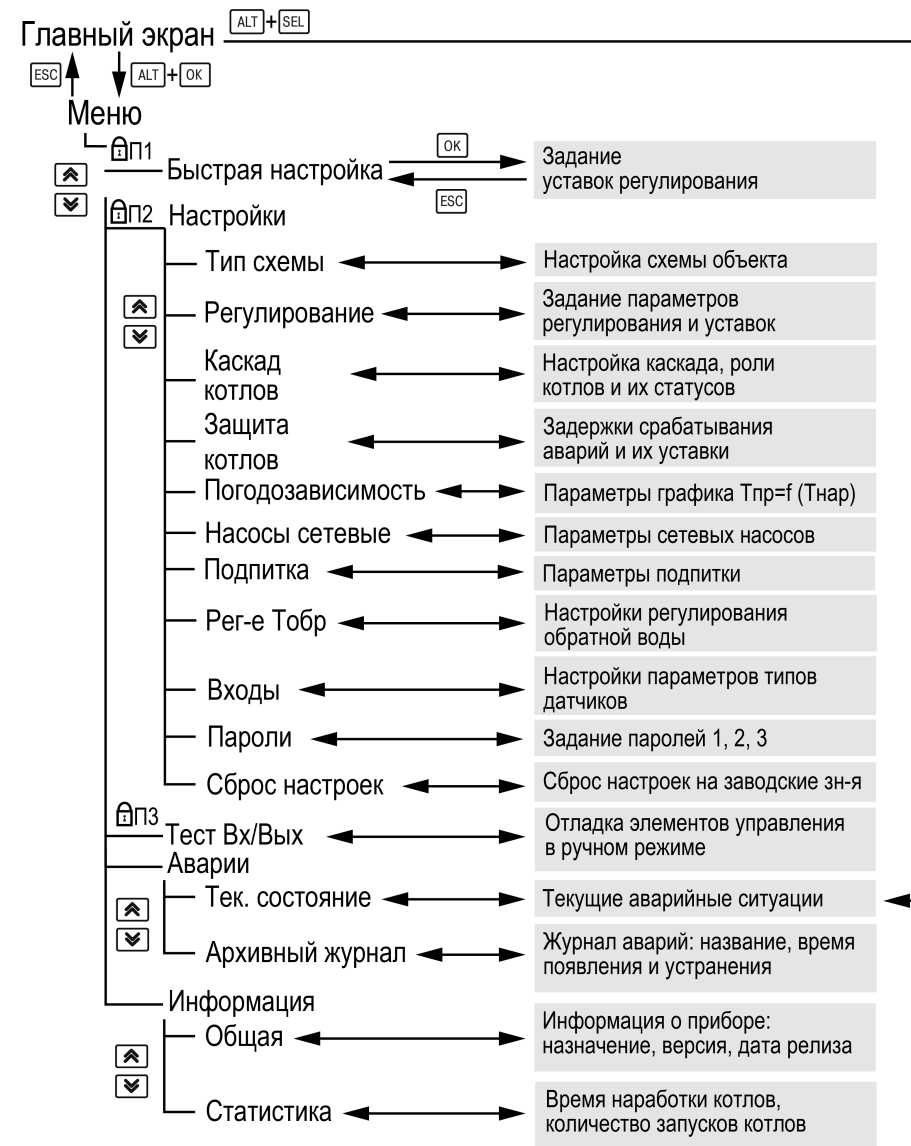 ALT+SEL
Главный экран
ESC ALT+OK
Меню
П1
Быстрая настройка
OK
ESC
Задание
уставок регулирования
П2 Настройки
Тип схемы
Настройка схемы объекта
Регулирование
Задание параметров
регулирования и уставок
Каскад
котлов
Настройка каскада, роли
котлов и их статусов
Защита
котлов
Задержки срабатывания
аварий и их уставки
Погодозависимость
Параметры графика Тпр=f (Тнар)
Насосы сетевые
Параметры сетевых насосов
Подпитка
Параметры подпитки
Рег-е Тобр
Настройки регулирования
обратной воды
Входы
Настройки параметров типов
датчиков
Пароли
Задание паролей 1, 2, 3
Сброс настроек
Сброс настроек на заводские зн-я
П3
Тест Вх/Вых
Отладка элементов управления
в ручном режиме
Аварии
Тек. состояние
Текущие аварийные ситуации
Архивный журнал
Журнал аварий: название, время
появления и устранения
Информация
Общая
Информация о приборе:
назначение, версия, дата релиза
Статистика
Время наработки котлов,
количество запусков котлов